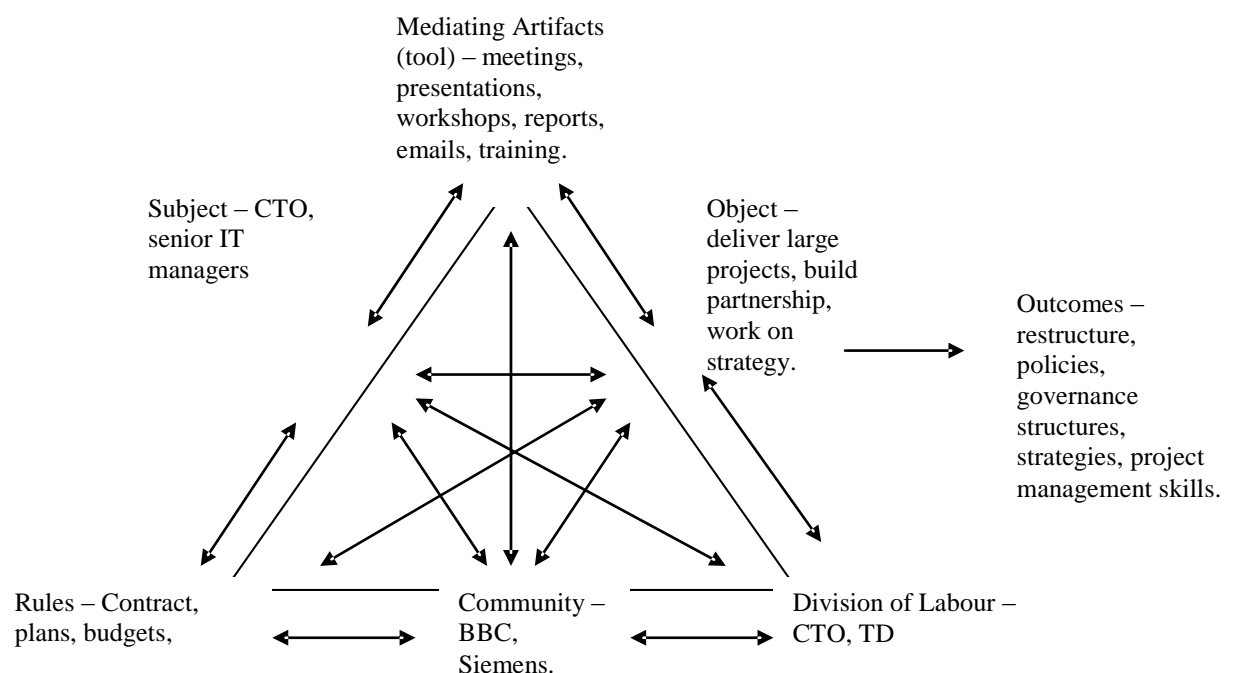 Mediating Artifacts
(tool) – meetings,
presentations,
workshops, reports,
emails, training.
Subject – CTO,
senior IT
managers
Object –
deliver large
projects, build
partnership,
work on
strategy.
Outcomes –
restructure,
policies,
governance
structures,
strategies, project
management skills.
Rules – Contract,
plans, budgets,
Community –
BBC,
Siemens.
Division of Labour –
CTO, TD